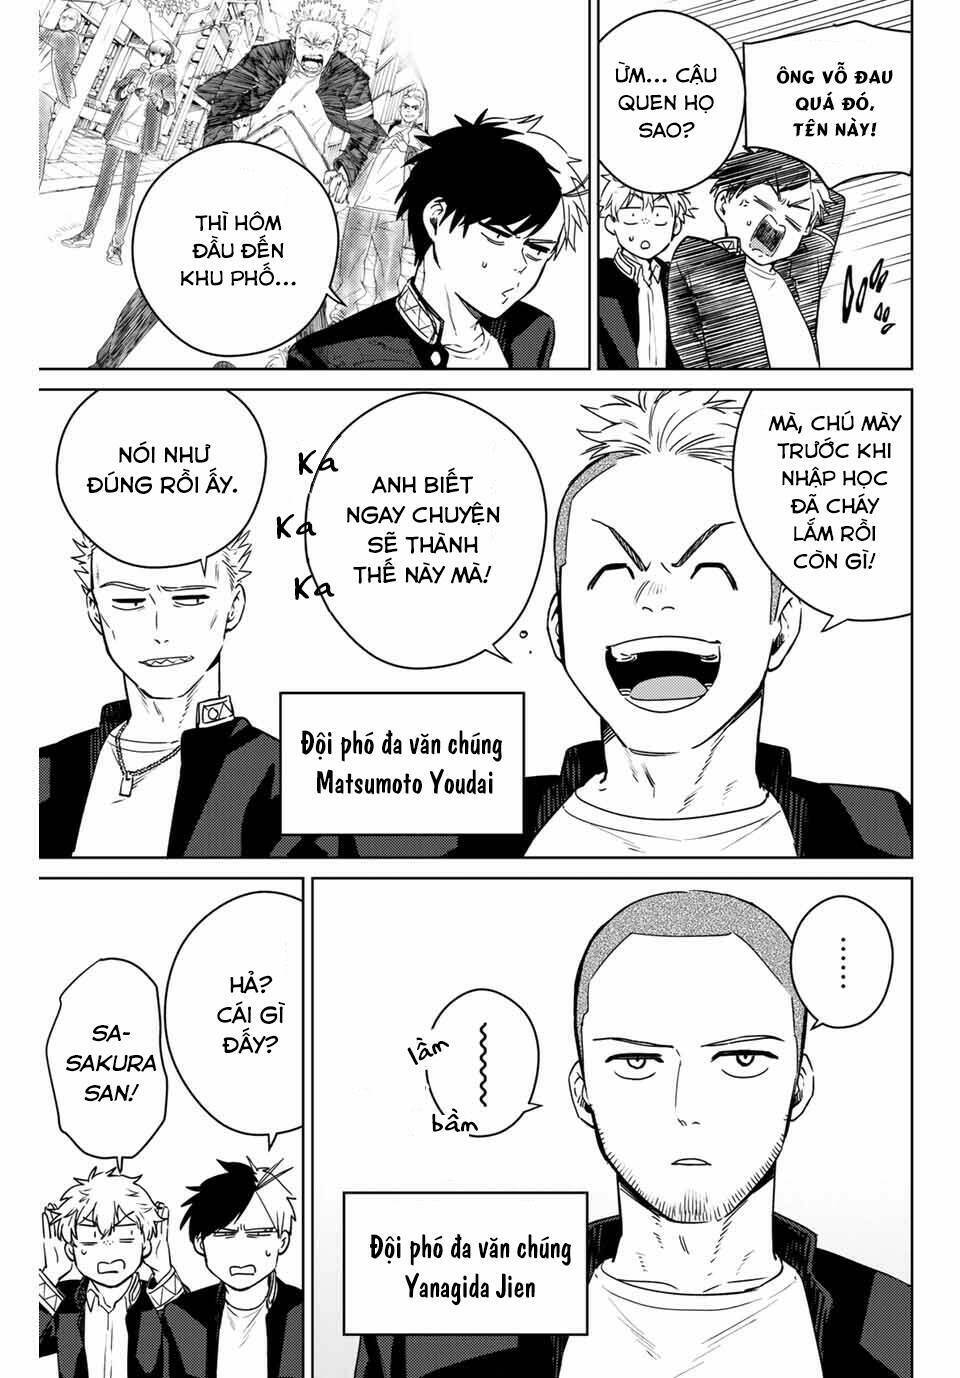 ÔNG VỖ ĐAU
QUÁ ĐÓ,
TÊN NÀY!
ỪM... CẬU
QUEN HỌ
SAO?
THÌ HÔM
ĐẦU ĐẾN
KHU PHỐ...
MÀ, CHÚ MÀY
TRƯỚC KHI
NHẬP HỌC
ĐÃ CHÁY
LẮM RỒI
CÒN GÌ!
ANH BIẾT
NGAY CHUYỆN
SẼ THÀNH
THẾ NÀY MÀ!
Ka
Ka
Ka
NÓI NHƯ
ĐÚNG RỒI ẤY.
Đội phó đa văn chúng
Matsumoto Youdai
......
lầm
bầm
Đội phó đa văn chúng
Yanagida Jien
HẢ?
CÁI GÌ
ĐẤY?
SA-
SAKURA
SAN!